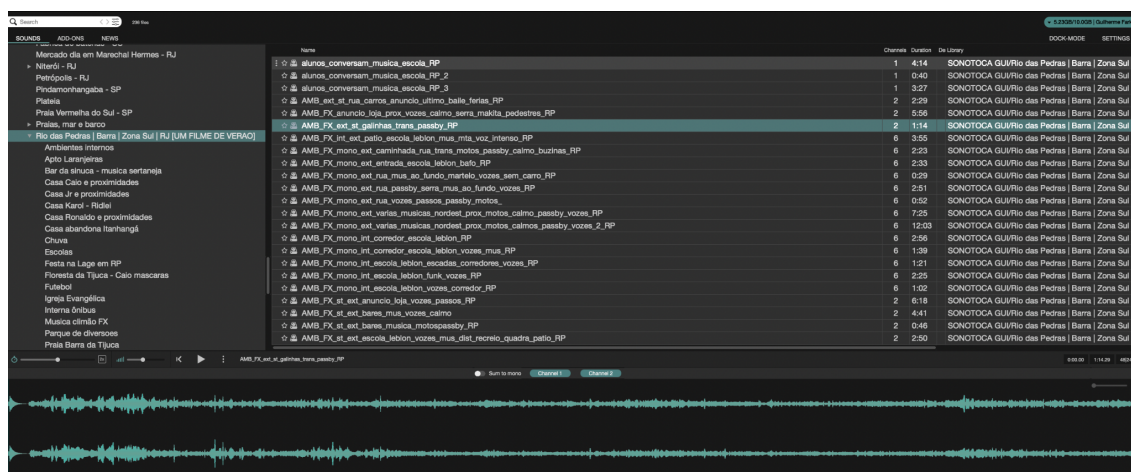 Search
236 files
5.23GB/10.0GB | Guilherme Farr
SOUNDS ADD-ONS NEWS
DOCK-MODE SETTINGS
Mercado dia em Marechal Hermes - RJ
Niterói - RJ
Petrópolis - RJ
Pindamonhangaba - SP
Plateia
Praia Vermelha do Sul - SP
Praias, mar e barco
Rio das Pedras | Barra | Zona Sul | RJ [UM FILME DE VERAO]
Ambientes internos
Apto Laranjeiras
Bar da sinuca - musica sertaneja
Casa Caio e proximidades
Casa Jr e proximidades
Casa Karol - Ridiel
Casa Ronaldo e proximidades
Casa abandona Itanhangá
Chuva
Escolas
Festa na Lage em RP
Floresta da Tijuca - Caio mascaras
Futebol
Igreja Evangélica
Interna ônibus
Musica climão FX
Parque de diversoes
Praia Barra da Tijuca
Name Channels Duration De Library
alunos_conversam_musica_escola_RP 1 4:14 SONOTOCA GUI/Rio das Pedras | Barra | Zona Sul
alunos_conversam_musica_escola_RP_2 1 0:40 SONOTOCA GUI/Rio das Pedras | Barra | Zona Sul
alunos_conversam_musica_escola_RP_3 1 3:27 SONOTOCA GUI/Rio das Pedras | Barra | Zona Sul
AMB_ext_st_rua_carros_anuncio_ultimo_baile_ferias_RP 2 2:29 SONOTOCA GUI/Rio das Pedras | Barra | Zona Sul
AMB_FX_anuncio_loja_prox_vozes_calmo_serra_makita_pedestres_RP 2 5:56 SONOTOCA GUI/Rio das Pedras | Barra | Zona Sul
AMB_FX_ext_st_galinhas_trans_passby_RP 2 1:14 SONOTOCA GUI/Rio das Pedras | Barra | Zona Sul
AMB_FX_int_ext_patio_escola_leblon_mus_mta_voz_intenso_RP 6 3:55 SONOTOCA GUI/Rio das Pedras | Barra | Zona Sul
AMB_FX_mono_ext_caminhada_rua_trans_motos_passby_calmo_buzinas_RP 6 2:23 SONOTOCA GUI/Rio das Pedras | Barra | Zona Sul
AMB_FX_mono_ext_entrada_escola_leblon_bafo_RP 6 2:33 SONOTOCA GUI/Rio das Pedras | Barra | Zona Sul
AMB_FX_mono_ext_rua_mus_ao_fundo_martelo_vozes_sem_carro_RP 6 0:29 SONOTOCA GUI/Rio das Pedras | Barra | Zona Sul
AMB_FX_mono_ext_rua_passby_serra_mus_ao_fundo_vozes_RP 6 2:51 SONOTOCA GUI/Rio das Pedras | Barra | Zona Sul
AMB_FX_mono_ext_rua_vozes_passos_passby_motos_ 6 0:52 SONOTOCA GUI/Rio das Pedras | Barra | Zona Sul
AMB_FX_mono_ext_varias_musicas_nordest_prox_motos_calmo_passby_vozes_RP 6 7:25 SONOTOCA GUI/Rio das Pedras | Barra | Zona Sul
AMB_FX_mono_ext_varias_musicas_nordest_prox_motos_calmos_passby_vozes_2_RP 6 12:03 SONOTOCA GUI/Rio das Pedras | Barra | Zona Sul
AMB_FX_mono_int_corredor_escola_leblon_RP 6 2:56 SONOTOCA GUI/Rio das Pedras | Barra | Zona Sul
AMB_FX_mono_int_corredor_escola_leblon_vozes_mus_RP 6 1:39 SONOTOCA GUI/Rio das Pedras | Barra | Zona Sul
AMB_FX_mono_int_escola_leblon_escadas_corredores_vozes_RP 6 1:21 SONOTOCA GUI/Rio das Pedras | Barra | Zona Sul
AMB_FX_mono_int_escola_leblon_funk_vozes_RP 6 2:25 SONOTOCA GUI/Rio das Pedras | Barra | Zona Sul
AMB_FX_mono_int_escola_leblon_vozes_corredor_RP 6 1:02 SONOTOCA GUI/Rio das Pedras | Barra | Zona Sul
AMB_FX_st_ext_anuncio_loja_vozes_passos_RP 2 6:18 SONOTOCA GUI/Rio das Pedras | Barra | Zona Sul
AMB_FX_st_ext_bares_mus_vozes_calmo 2 4:41 SONOTOCA GUI/Rio das Pedras | Barra | Zona Sul
AMB_FX_st_ext_bares_musica_motospassby_RP 2 0:46 SONOTOCA GUI/Rio das Pedras | Barra | Zona Sul
AMB_FX_st_ext_escola_leblon_vozes_mus_dist_recreio_quadra_patio_RP 2 2:50 SONOTOCA GUI/Rio das Pedras | Barra | Zona Sul
AMB_FX_ext_st_galinhas_trans_passby_RP
0:00.00 1:14.29
Sum to mono Channel 1 Channel 2